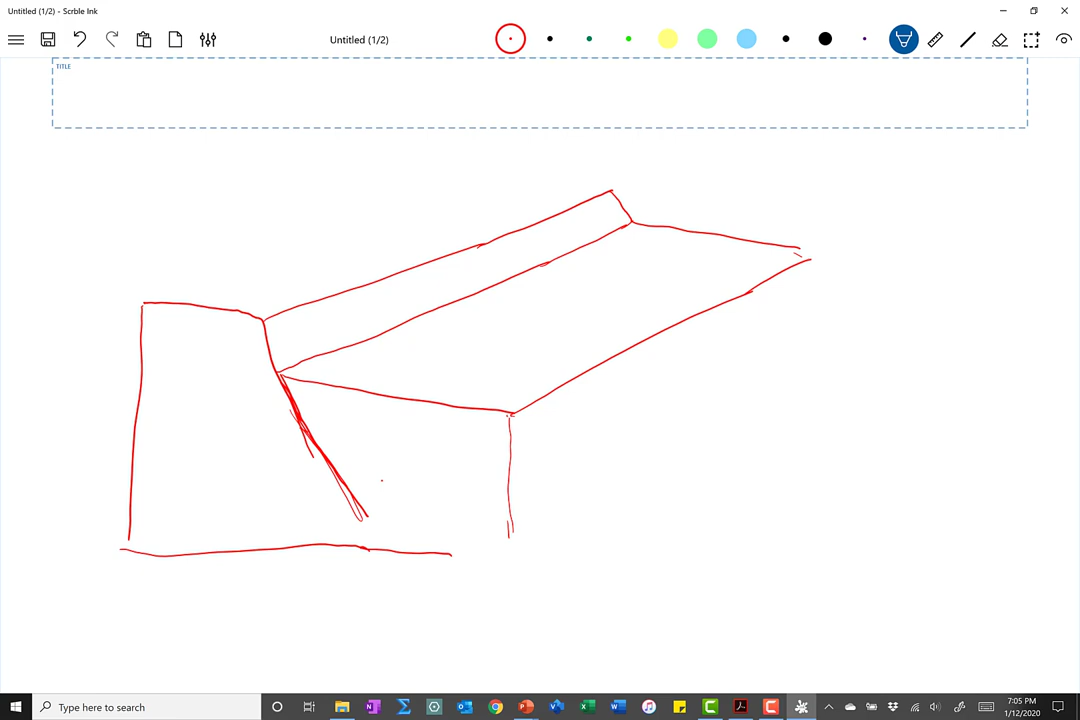 Untitled (1/2) - Scrble Ink
Untitled (1/2)
TITLE
Type here to search
7:05 PM
1/12/2020